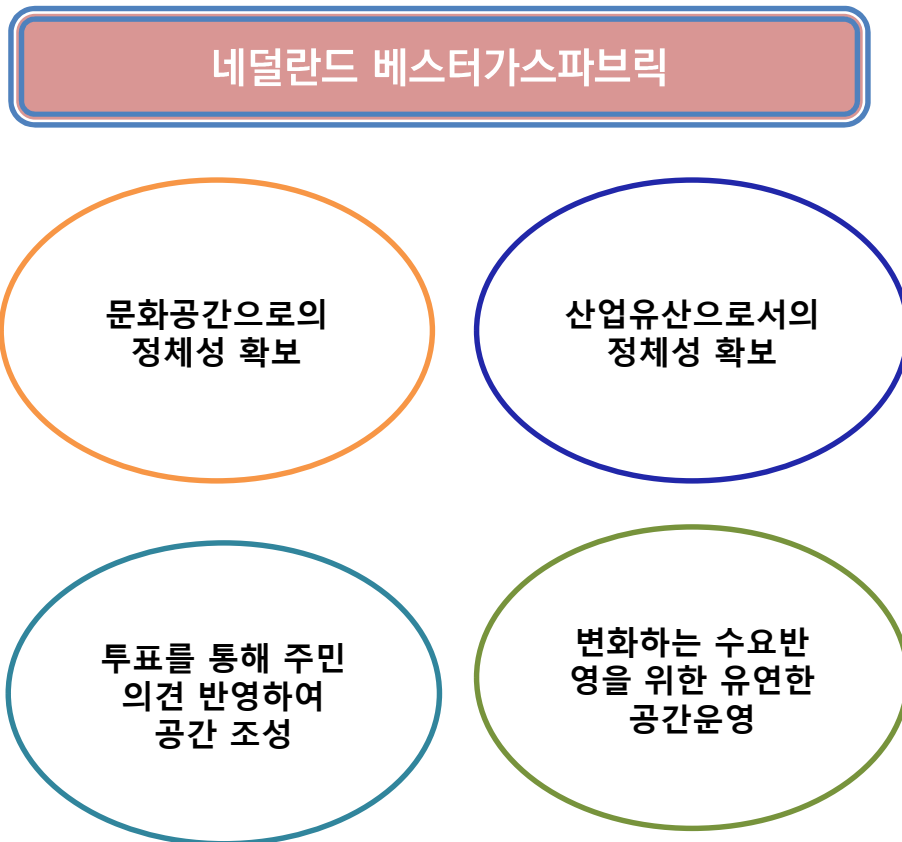 네덜란드 베스터가스파브릭
문화공간으로의
정체성 확보
산업유산으로서의
정체성 확보
투표를 통해 주민
의견 반영하여
공간 조성
변화하는 수요반
영을 위한 유연한
공간운영